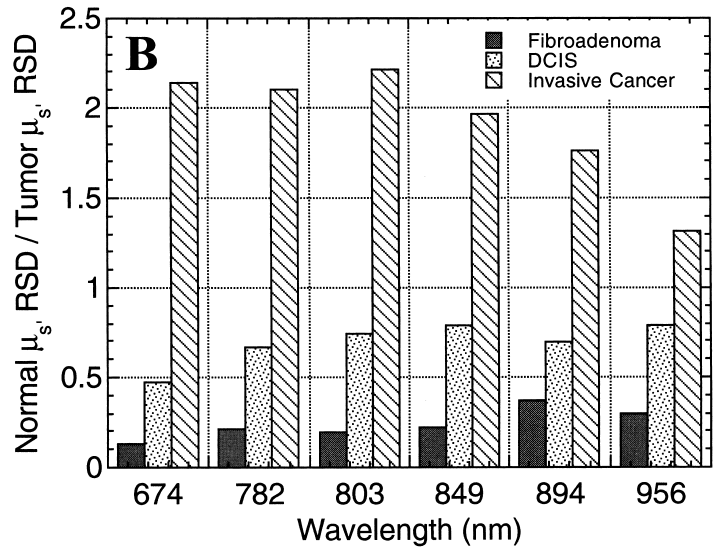 B
Fibroadenoma
DCIS
Invasive Cancer
Normal μs' RSD / Tumor μs' RSD
2.5
2
1.5
1
0.5
0
674 782 803 849 894 956
Wavelength (nm)